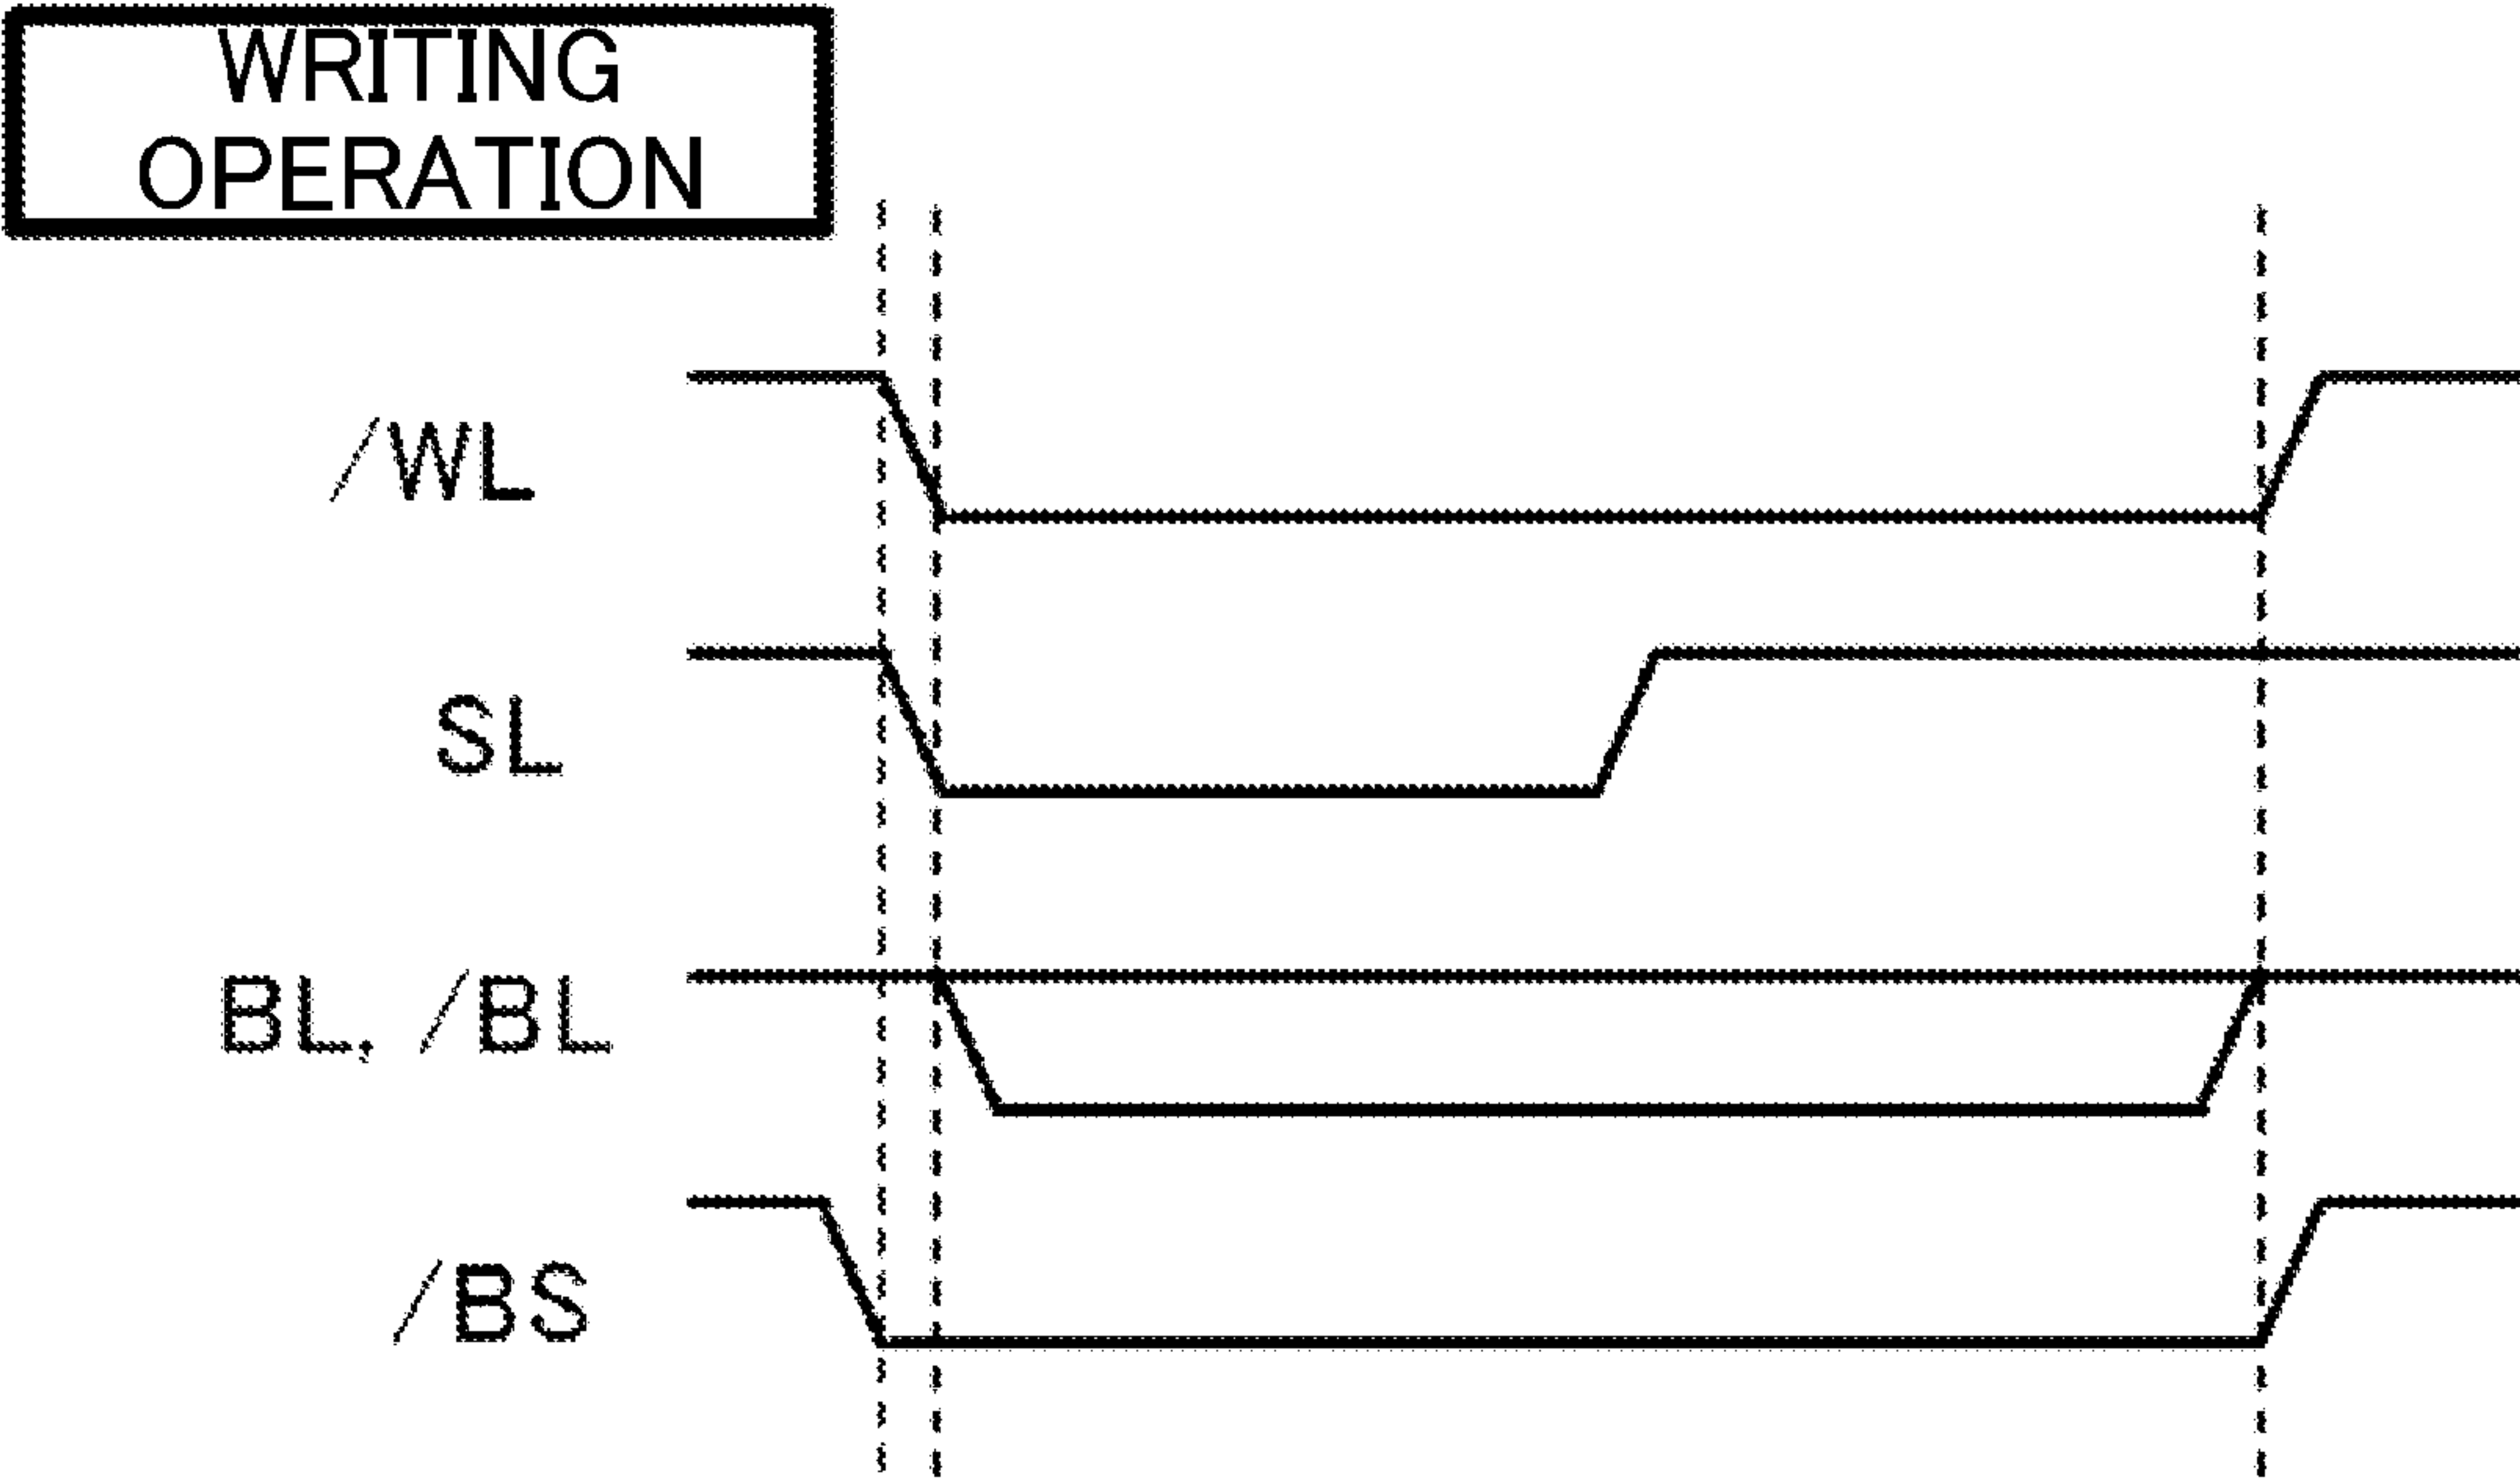 WRITING
OPERATION
/WL
SL
BL, /BL
/BS